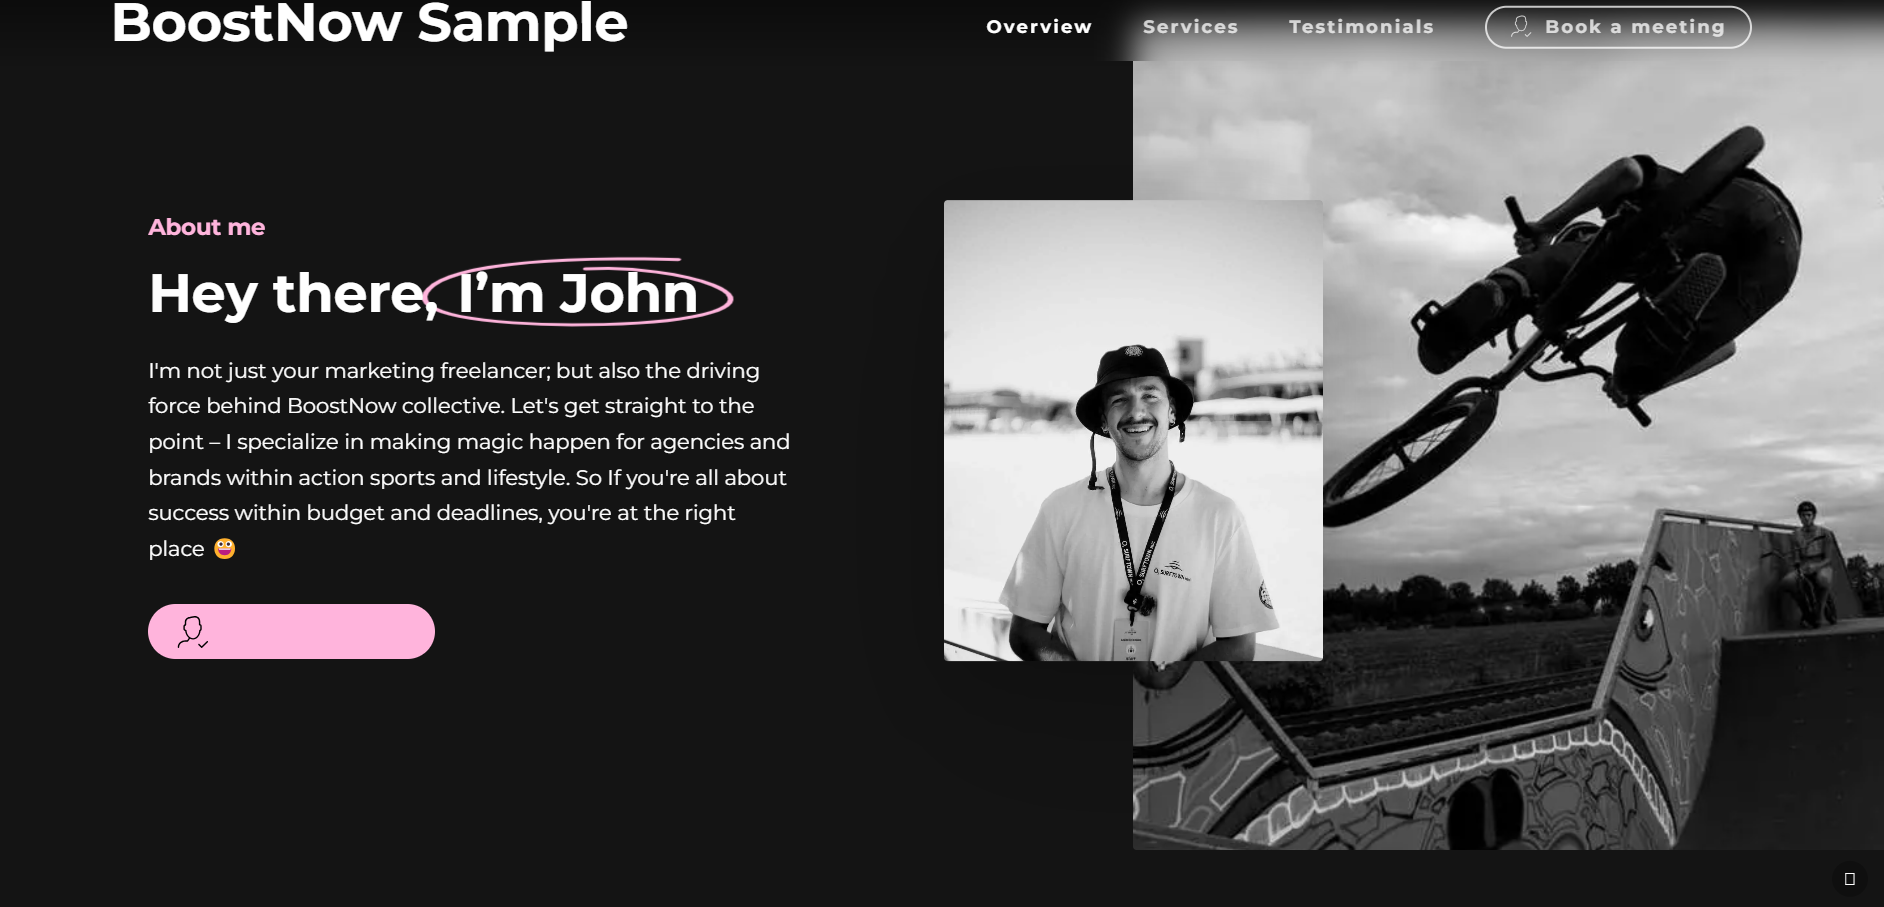 BoostNow Sample
Overview
Services
Testimonials
Book a meeting
About me
Hey there, I’m John
I'm not just your marketing freelancer; but also the driving
force behind BoostNow collective. Let's get straight to the
point – I specialize in making magic happen for agencies and
brands within action sports and lifestyle. So If you're all about
success within budget and deadlines, you're at the right
place 😀